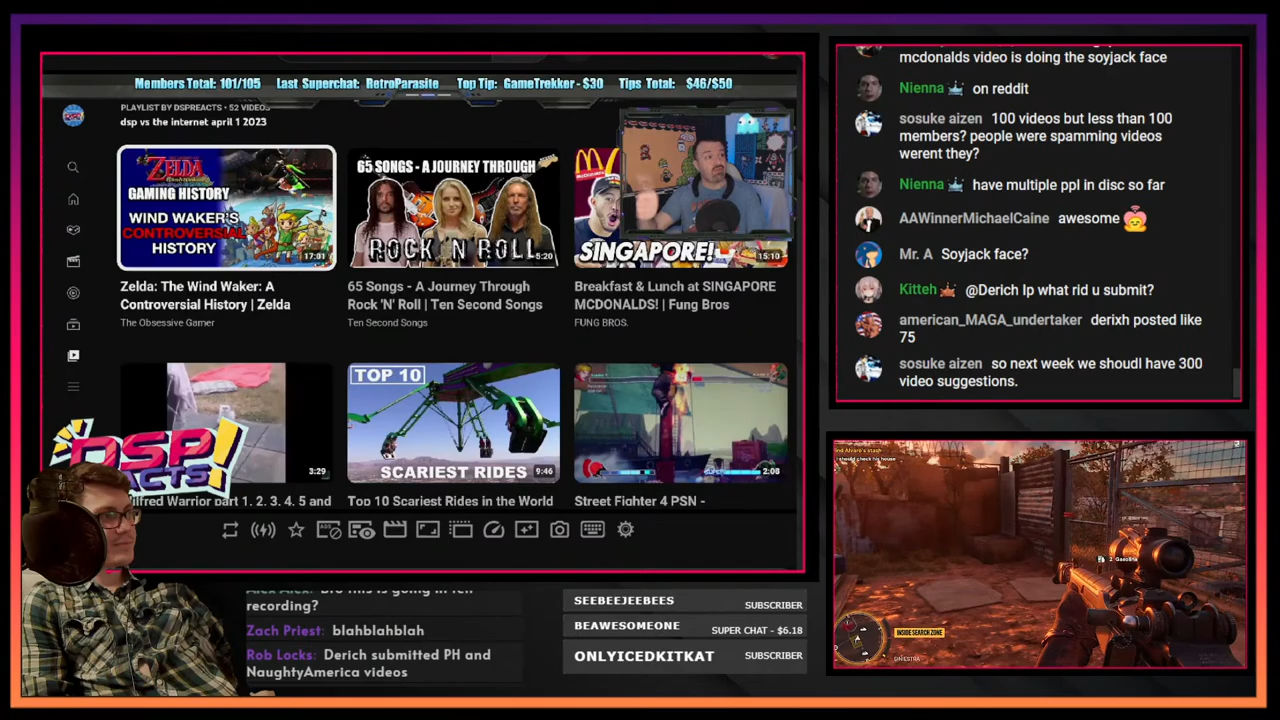 Members Total: 101/105 Last Superchat: RetroParasite Top Tip: GameTrekker - $30 Tips Total: $46/$50
PLAYLIST BY DSPREACTS • 52 VIDEOS
dsp vs the internet april 1 2023
ZELDA
GAMING HISTORY
WIND WAKER'S
CONTROVERSIAL
HISTORY
17:01
65 SONGS - A JOURNEY THROUGH
ROCK 'N' ROLL
5:20
SINGAPORE!
15:10
Zelda: The Wind Waker: A
Controversial History | Zelda
The Obsessive Gamer
65 Songs - A Journey Through
Rock 'N' Roll | Ten Second Songs
Ten Second Songs
Breakfast & Lunch at SINGAPORE
MCDONALDS! | Fung Bros
FUNG BROS.
3:29
TOP 10
SCARIEST RIDES
9:46
2:08
Warrior part 1. 2. 3. 4. 5 and
Top 10 Scariest Rides in the World
Street Fighter 4 PSN -
DSP
mcdonalds video is doing the soyjack face
Nienna on reddit
sosuke aizen 100 videos but less than 100
members? people were spamming videos
werent they?
Nienna have multiple ppl in disc so far
AAWinnerMichaelCaine awesome
Mr. A Soyjack face?
Kitteh @Derich lp what rid u submit?
american_MAGA_undertaker derixh posted like
75
sosuke aizen so next week we shoudl have 300
video suggestions.
recording?
Zach Priest: blahblahblah
Rob Locks: Derich submitted PH and
NaughtyAmerica videos
SEEBEEJEEBEES SUBSCRIBER
BEAWESOMEONE SUPER CHAT - $6.18
ONLYICEDKITKAT SUBSCRIBER
I should check his house
2 Gasolina
INSIDE SEARCH ZONE